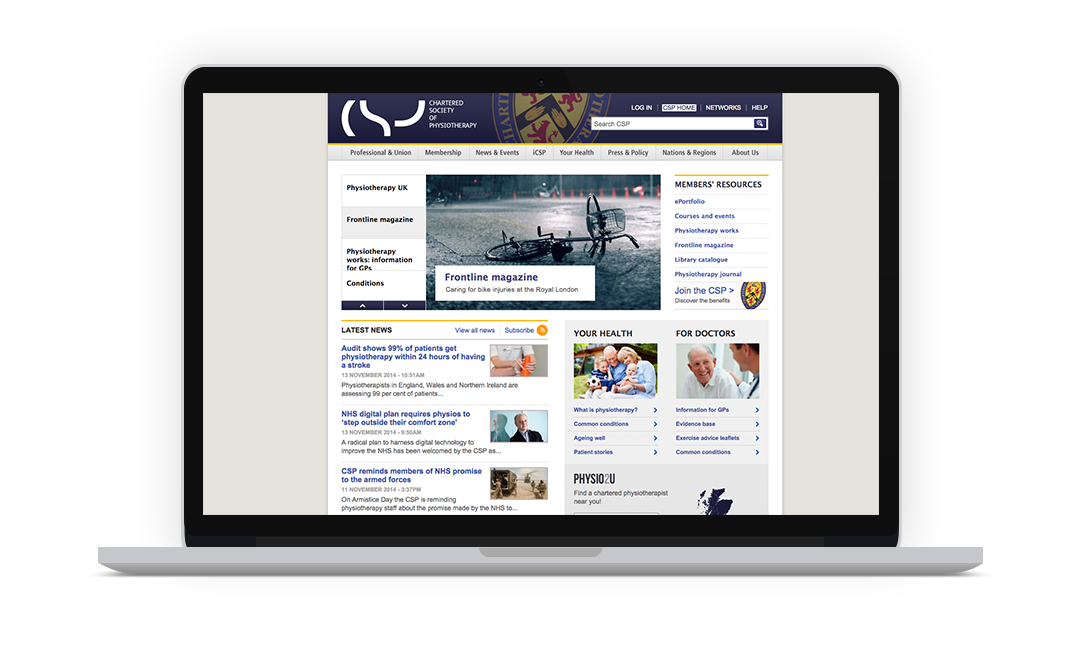 CHARTERED
SOCIETY
OF
PHYSIOTHERAPY
LOG IN | CSP HOME | NETWORKS | HELP
Search CSP
Professional & Union
Membership
News & Events
iCSP
Your Health
Press & Policy
Nations & Regions
About Us
Physiotherapy UK
Frontline magazine
Physiotherapy
works: information
for GPs
Conditions
Frontline magazine
Caring for bike injuries at the Royal London
MEMBERS' RESOURCES
ePortfolio
Courses and events
Physiotherapy works
Frontline magazine
Library catalogue
Physiotherapy journal
Join the CSP >
Discover the benefits
LATEST NEWS
View all news
Subscribe
Audit shows 99% of patients get
physiotherapy within 24 hours of having
a stroke
13 NOVEMBER 2014 - 10:51AM
Physiotherapists in England, Wales and Northern Ireland are
assessing 99 per cent of patients...
NHS digital plan requires physios to
'step outside their comfort zone'
13 NOVEMBER 2014 - 9:50AM
A radical plan to harness digital technology to
improve the NHS has been welcomed by the CSP as...
CSP reminds members of NHS promise
to the armed forces
11 NOVEMBER 2014 - 3:37PM
On Armistice Day the CSP is reminding
physiotherapy staff about the promise made by the NHS to...
YOUR HEALTH
What is physiotherapy?
Common conditions
Ageing well
Patient stories
FOR DOCTORS
Information for GPs
Evidence base
Exercise advice leaflets
Common conditions
PHYSIO2U
Find a chartered physiotherapist
near you!